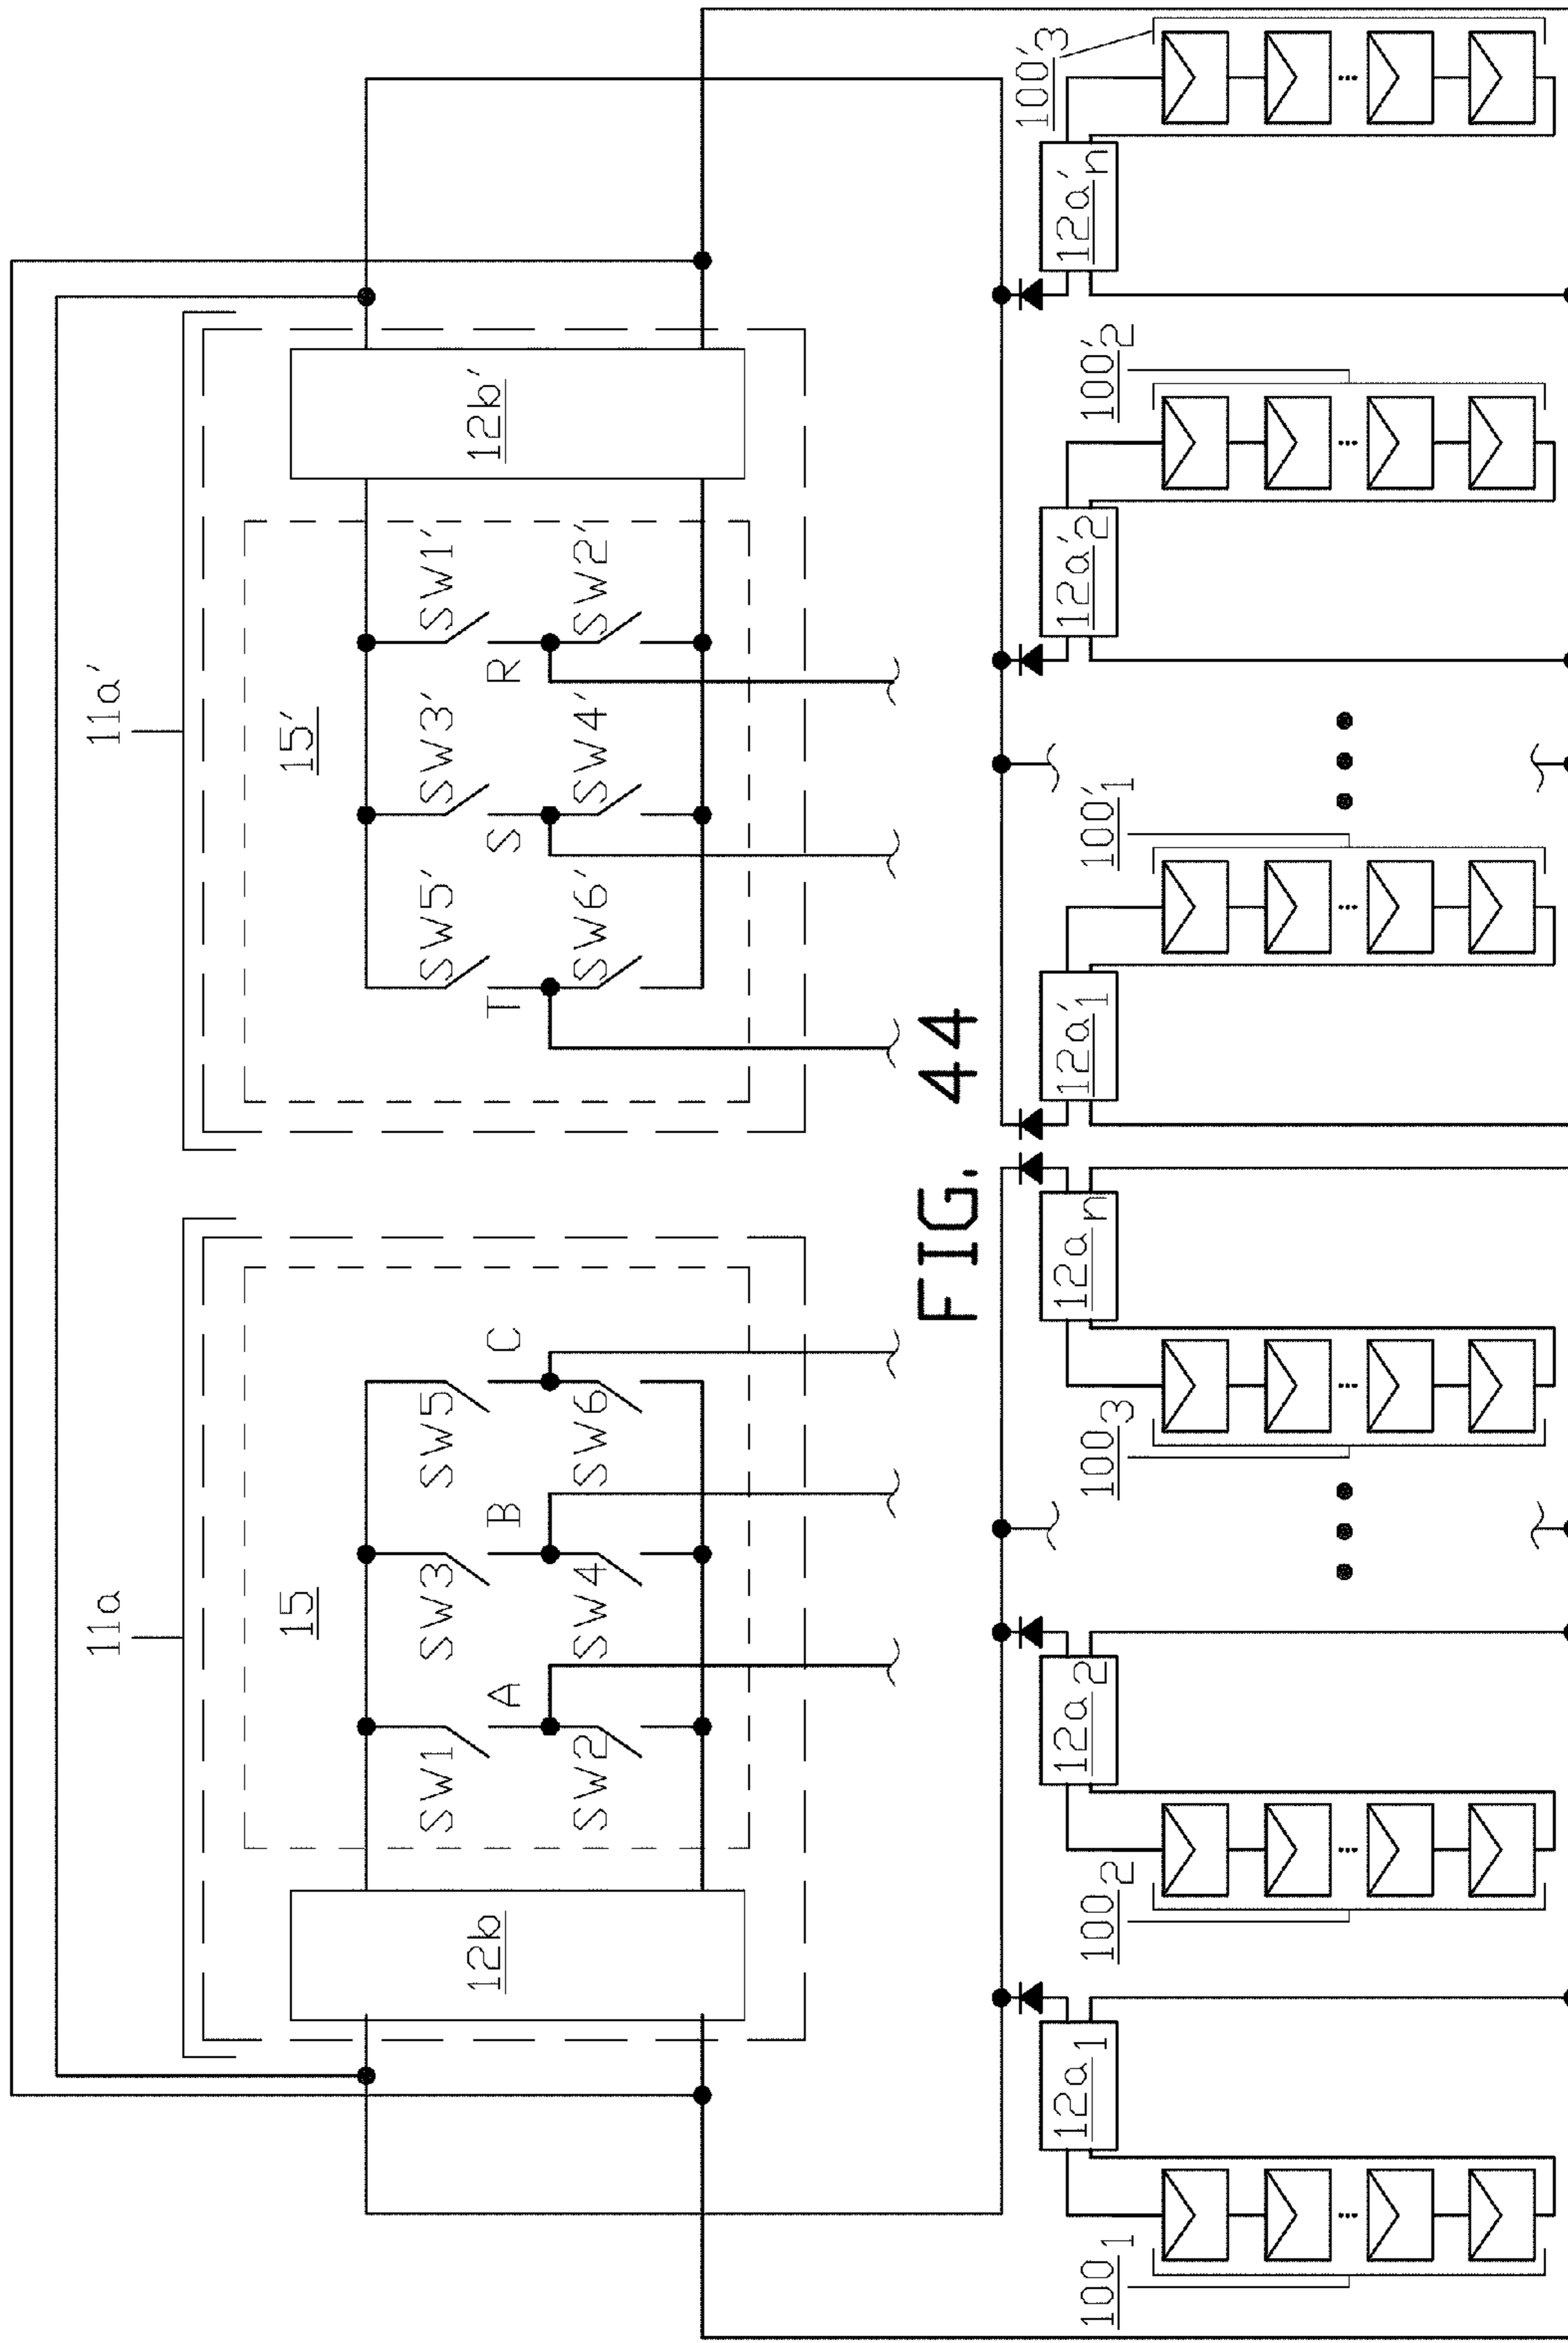 11a
11a'
15
15'
SW1
SW3
SW5
SW5'
SW3'
SW1'
12b
A
B
C
T
S
R
12b'
SW2
SW4
SW6
SW6'
SW4'
SW2'
FIG. 44
100'3
12a1
12a2
12an
12a'1
12a'2
12a'n
1001
1002
1003
100'1
100'2